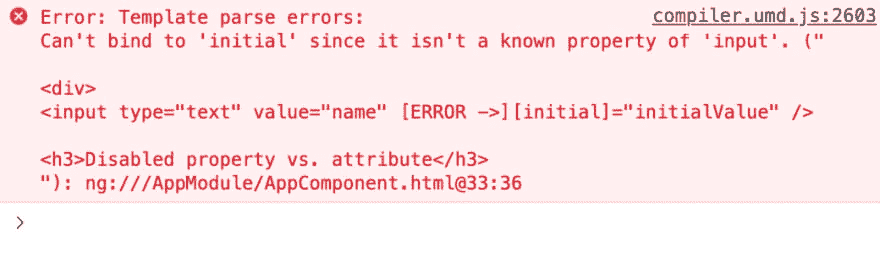 Error: Template parse errors: compiler.umd.js:2603
Can't bind to 'initial' since it isn't a known property of 'input'. ("
<div>
<input type="text" value="name" [ERROR ->][initial]="initialValue" />
<h3>Disabled property vs. attribute</h3>
"): ng:///AppModule/AppComponent.html@33:36
>